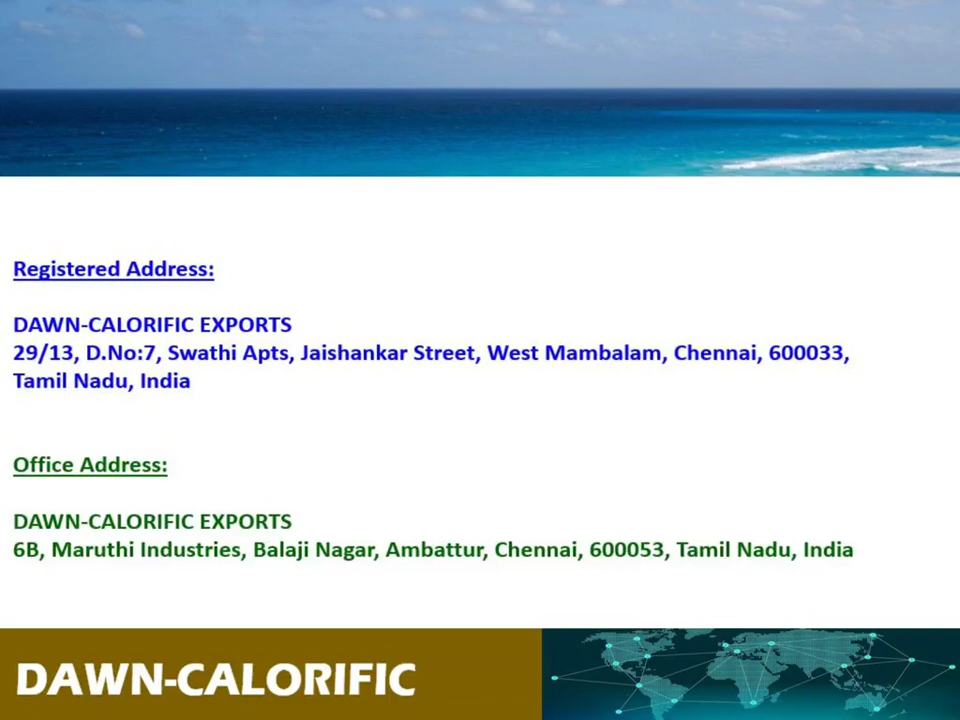 Registered Address:
DAWN-CALORIFIC EXPORTS
29/13, D.No:7, Swathi Apts, Jaishankar Street, West Mambalam, Chennai, 600033,
Tamil Nadu, India
Office Address:
DAWN-CALORIFIC EXPORTS
6B, Maruthi Industries, Balaji Nagar, Ambattur, Chennai, 600053, Tamil Nadu, India
DAWN-CALORIFIC